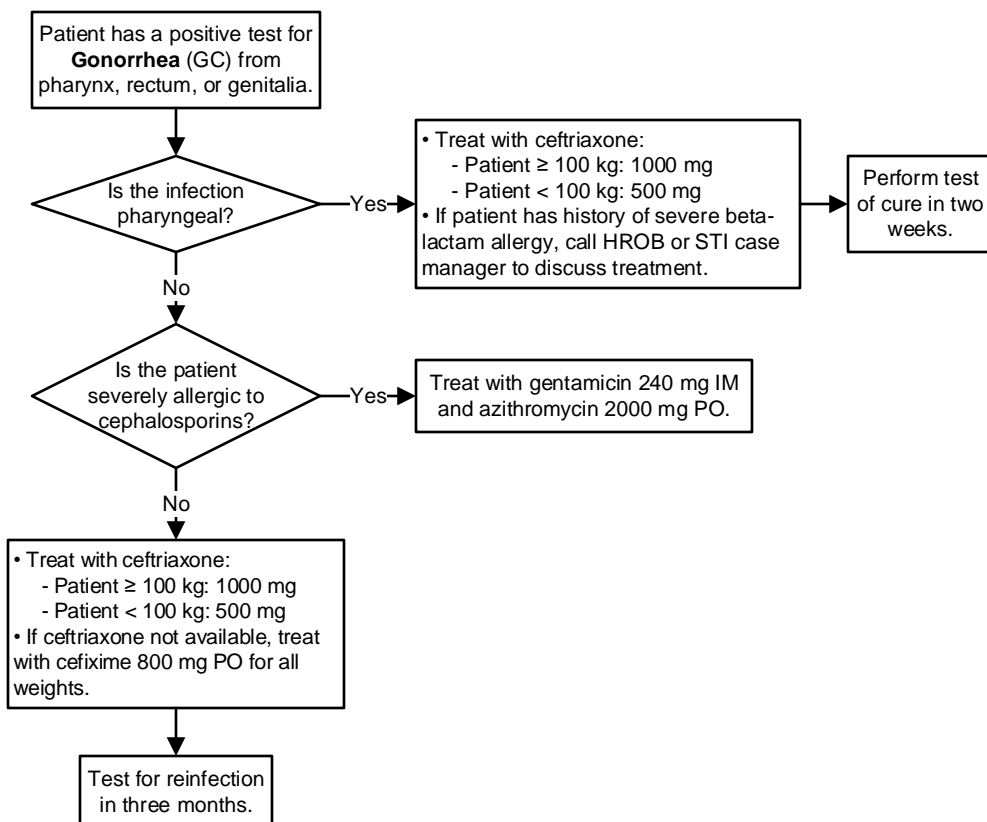 Patient has a positive test for
Gonorrhea (GC) from
pharynx, rectum, or genitalia.
Is the infection
pharyngeal?
Yes
• Treat with ceftriaxone:
- Patient ≥ 100 kg: 1000 mg
- Patient < 100 kg: 500 mg
• If patient has history of severe beta-
lactam allergy, call HROB or STI case
manager to discuss treatment.
Perform test
of cure in two
weeks.
No
Is the patient
severely allergic to
cephalosporins?
Yes
Treat with gentamicin 240 mg IM
and azithromycin 2000 mg PO.
No
• Treat with ceftriaxone:
- Patient ≥ 100 kg: 1000 mg
- Patient < 100 kg: 500 mg
• If ceftriaxone not available, treat
with cefixime 800 mg PO for all
weights.
Test for reinfection
in three months.